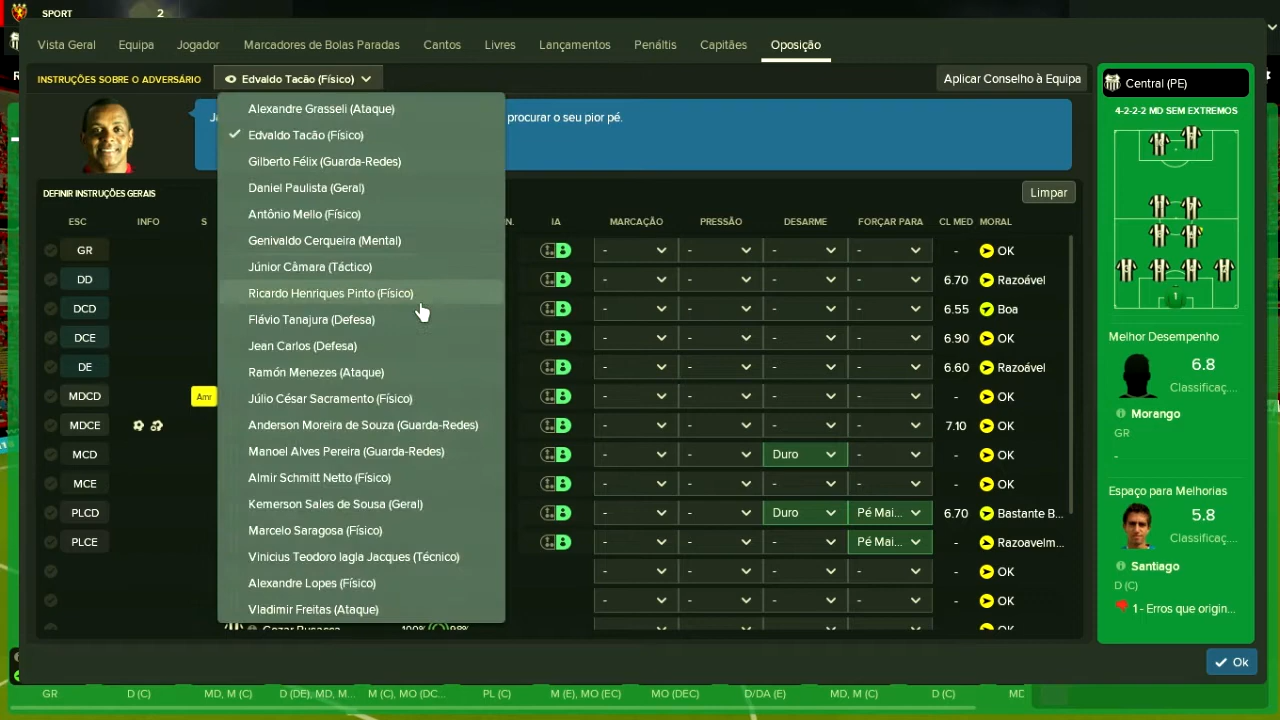 SPORT 2
Vista Geral Equipa Jogador Marcadores de Bolas Paradas Cantos Livres Lançamentos Penáltis Capitães Oposição
INSTRUÇÕES SOBRE O ADVERSÁRIO Edvaldo Tacão (Físico) Aplicar Conselho à Equipa
procurar o seu pior pé.
Alexandre Grasseli (Ataque)
Edvaldo Tacão (Físico)
Gilberto Félix (Guarda-Redes)
Daniel Paulista (Geral)
Antônio Mello (Físico)
Genivaldo Cerqueira (Mental)
Júnior Câmara (Táctico)
Ricardo Henriques Pinto (Físico)
Flávio Tanajura (Defesa)
Jean Carlos (Defesa)
Ramón Menezes (Ataque)
Júlio César Sacramento (Físico)
Anderson Moreira de Souza (Guarda-Redes)
Manoel Alves Pereira (Guarda-Redes)
Almir Schmitt Netto (Físico)
Kemerson Sales de Sousa (Geral)
Marcelo Saragosa (Físico)
Vinicius Teodoro Iagla Jacques (Técnico)
Alexandre Lopes (Físico)
Vladimir Freitas (Ataque)
DEFINIR INSTRUÇÕES GERAIS Limpar
ESC INFO S N. IA MARCAÇÃO PRESSÃO DESARME FORÇAR PARA CL MED MORAL
GR - - - - - OK
DD - - - - 6.70 Razoável
DCD - - - - 6.55 Boa
DCE - - - - 6.90 OK
DE - - - - 6.60 Razoável
MDCD Amr - - - - - OK
MDCE - - - - 7.10 OK
MCD - - Duro - - OK
MCE - - - - - OK
PLCD - - Duro Pé Mai... 6.70 Bastante B...
PLCE - - - Pé Mai... - Razoavelm...
- - - - - OK
- - - - - OK
- - - - - OK
Central (PE)
4-2-2-2 MD SEM EXTREMOS
Melhor Desempenho
6.8
Classificaç....
Morango
GR
-
Espaço para Melhorias
5.8
Classificaç....
Santiago
D (C)
1 - Erros que origin...
Ok
GR D (C) MD, M (C) D (DE), MD, M... M (C), MO (DC... PL (C) M (E), MO (EC) MO (DEC) D/DA (E) MD, M (C) D (C)